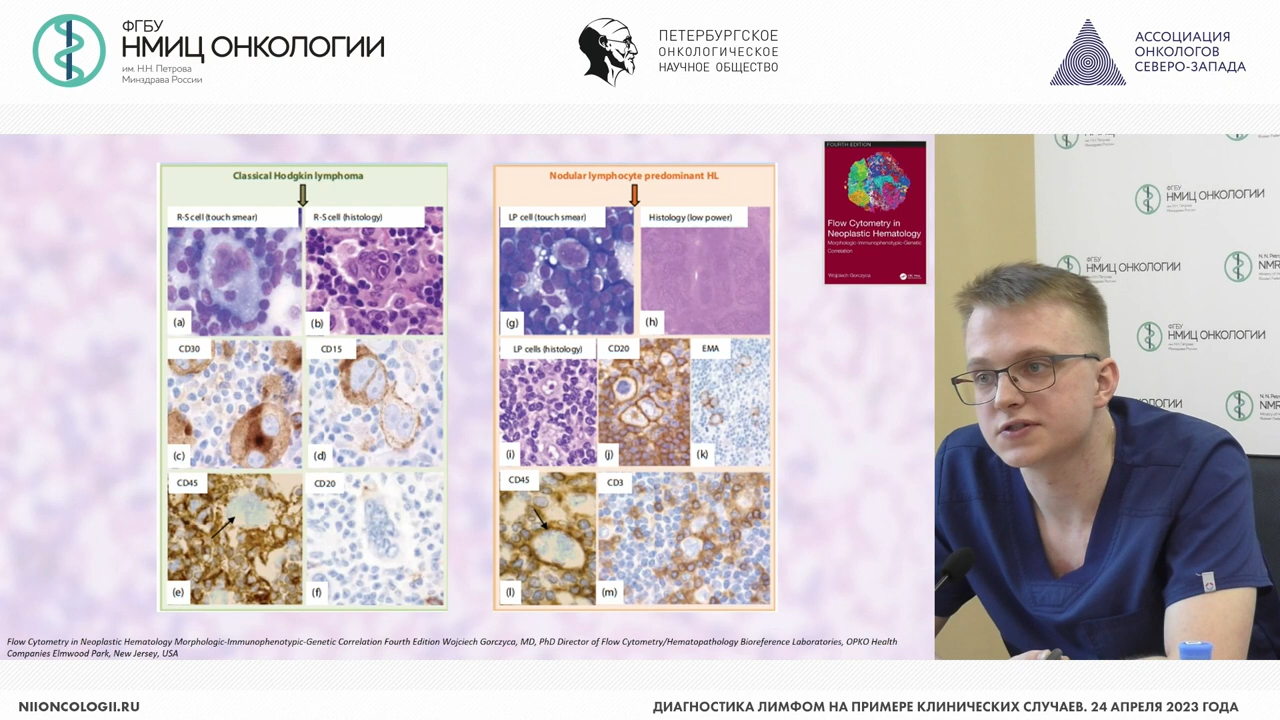 ФГБУ
НМИЦ ОНКОЛОГИИ
им. Н.Н. Петрова
Минздрава России
ПЕТЕРБУРГСКОЕ
ОНКОЛОГИЧЕСКОЕ
НАУЧНОЕ ОБЩЕСТВО
АССОЦИАЦИЯ
ОНКОЛОГОВ
СЕВЕРО-ЗАПАДА
Classical Hodgkin lymphoma
R-S cell (touch smear)
R-S cell (histology)
(a)
(b)
CD30
CD15
(c)
(d)
CD45
CD20
(e)
(f)
Nodular lymphocyte predominant HL
LP cell (touch smear)
Histology (low power)
(g)
(h)
LP cells (histology)
CD20
EMA
(i)
(j)
(k)
CD45
CD3
(l)
(m)
FOURTH EDITION
Flow Cytometry in
Neoplastic Hematology
Morphologic-Immunophenotypic-Genetic
Correlation
Wojciech Gorczyca
ФГБУ
НМИЦ ОНКОЛОГИИ
ФГБУ
НМИЦ ОНКОЛОГИИ
ФГБУ
НМИЦ ОНКОЛОГИИ
Flow Cytometry in Neoplastic Hematology Morphologic-Immunophenotypic-Genetic Correlation Fourth Edition Wojciech Gorczyca, MD, PhD Director of Flow Cytometry/Hematopathology Bioreference Laboratories, OPKO Health
Companies Elmwood Park, New Jersey, USA
NIIONCOLOGII.RU
ДИАГНОСТИКА ЛИМФОМ НА ПРИМЕРЕ КЛИНИЧЕСКИХ СЛУЧАЕВ. 24 АПРЕЛЯ 2023 ГОДА